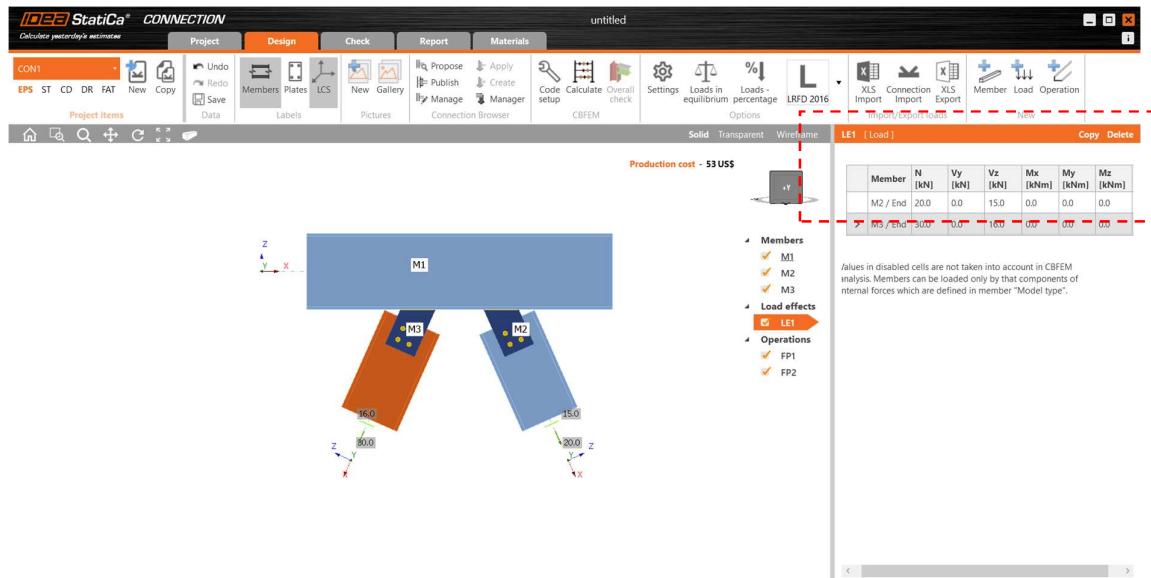 IDEA StatiCa® CONNECTION
untitled
Calculate yesterday's estimates
Project Design Check Report Materials
CON1
EPS ST CD DR FAT
New Copy
Project items
Undo
Redo
Save
Data
Members Plates LCS
Labels
New Gallery
Pictures
Propose Apply
Publish Create
Manage Manager
Connection Browser
Code setup Calculate Overall check
CBFEM
Settings Loads in equilibrium Loads - percentage LRFD 2016
Options
XLS Import Connection Import XLS Export
Import/Export loads
Member Load Operation
New
Solid Transparent Wireframe
LE1 [Load] Copy Delete
Production cost - 53 US$
+Y
Member N [kN] Vy [kN] Vz [kN] Mx [kNm] My [kNm] Mz [kNm]
M2 / End 20.0 0.0 15.0 0.0 0.0 0.0
> M3 / End 30.0 0.0 16.0 0.0 0.0 0.0
Values in disabled cells are not taken into account in CBFEM
analysis. Members can be loaded only by that components of
internal forces which are defined in member "Model type".
Members
M1
M2
M3
Load effects
LE1
Operations
FP1
FP2
Z
Y X
M1
M3 M2
16.0 15.0
30.0 20.0
Z Y X
Z Y X